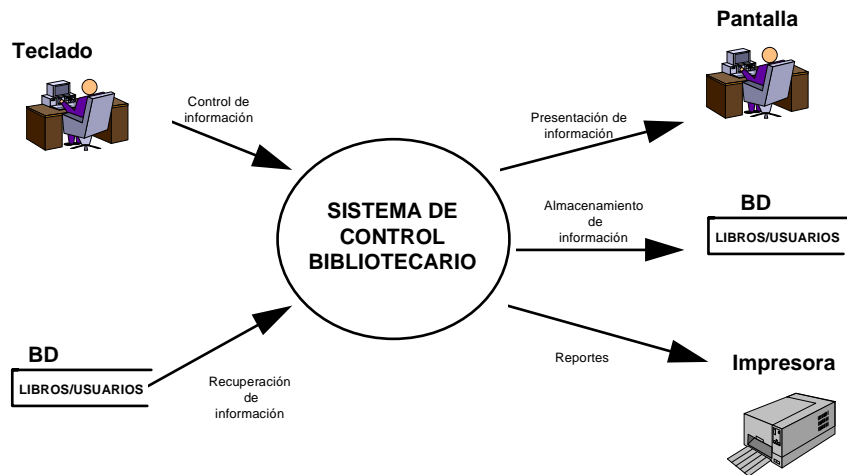 Pantalla
Teclado
Control de
información
Presentación de
información
SISTEMA DE
CONTROL
BIBLIOTECARIO
Almacenamiento
de
información
BD
LIBROS/USUARIOS
BD
LIBROS/USUARIOS
Recuperación
de
información
Reportes
Impresora